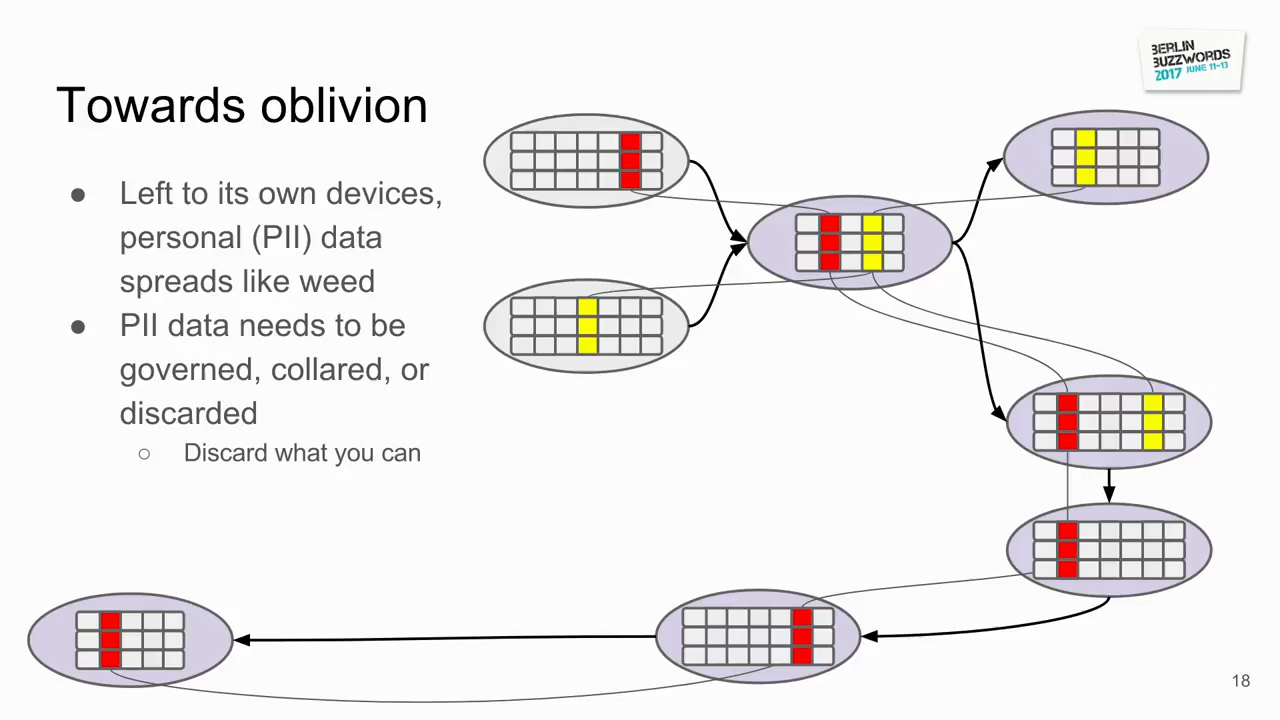 BERLIN
BUZZWORDS
2017 JUNE 11-13
Towards oblivion
● Left to its own devices,
personal (PII) data
spreads like weed
● PII data needs to be
governed, collared, or
discarded
○ Discard what you can
18